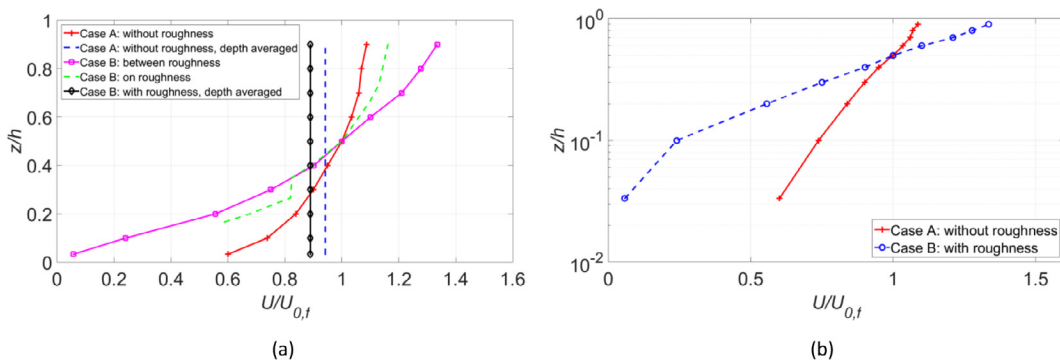 1
0.8
0.6
0.4
0.2
0
z/h
Case A: without roughness
Case A: without roughness, depth averaged
Case B: between roughness
Case B: on roughness
Case B: with roughness, depth averaged
0 0.2 0.4 0.6 0.8 1 1.2 1.4 1.6
U/U0,f
(a)
10^0
10^-1
10^-2
z/h
Case A: without roughness
Case B: with roughness
0 0.5 1 1.5
U/U0,f
(b)